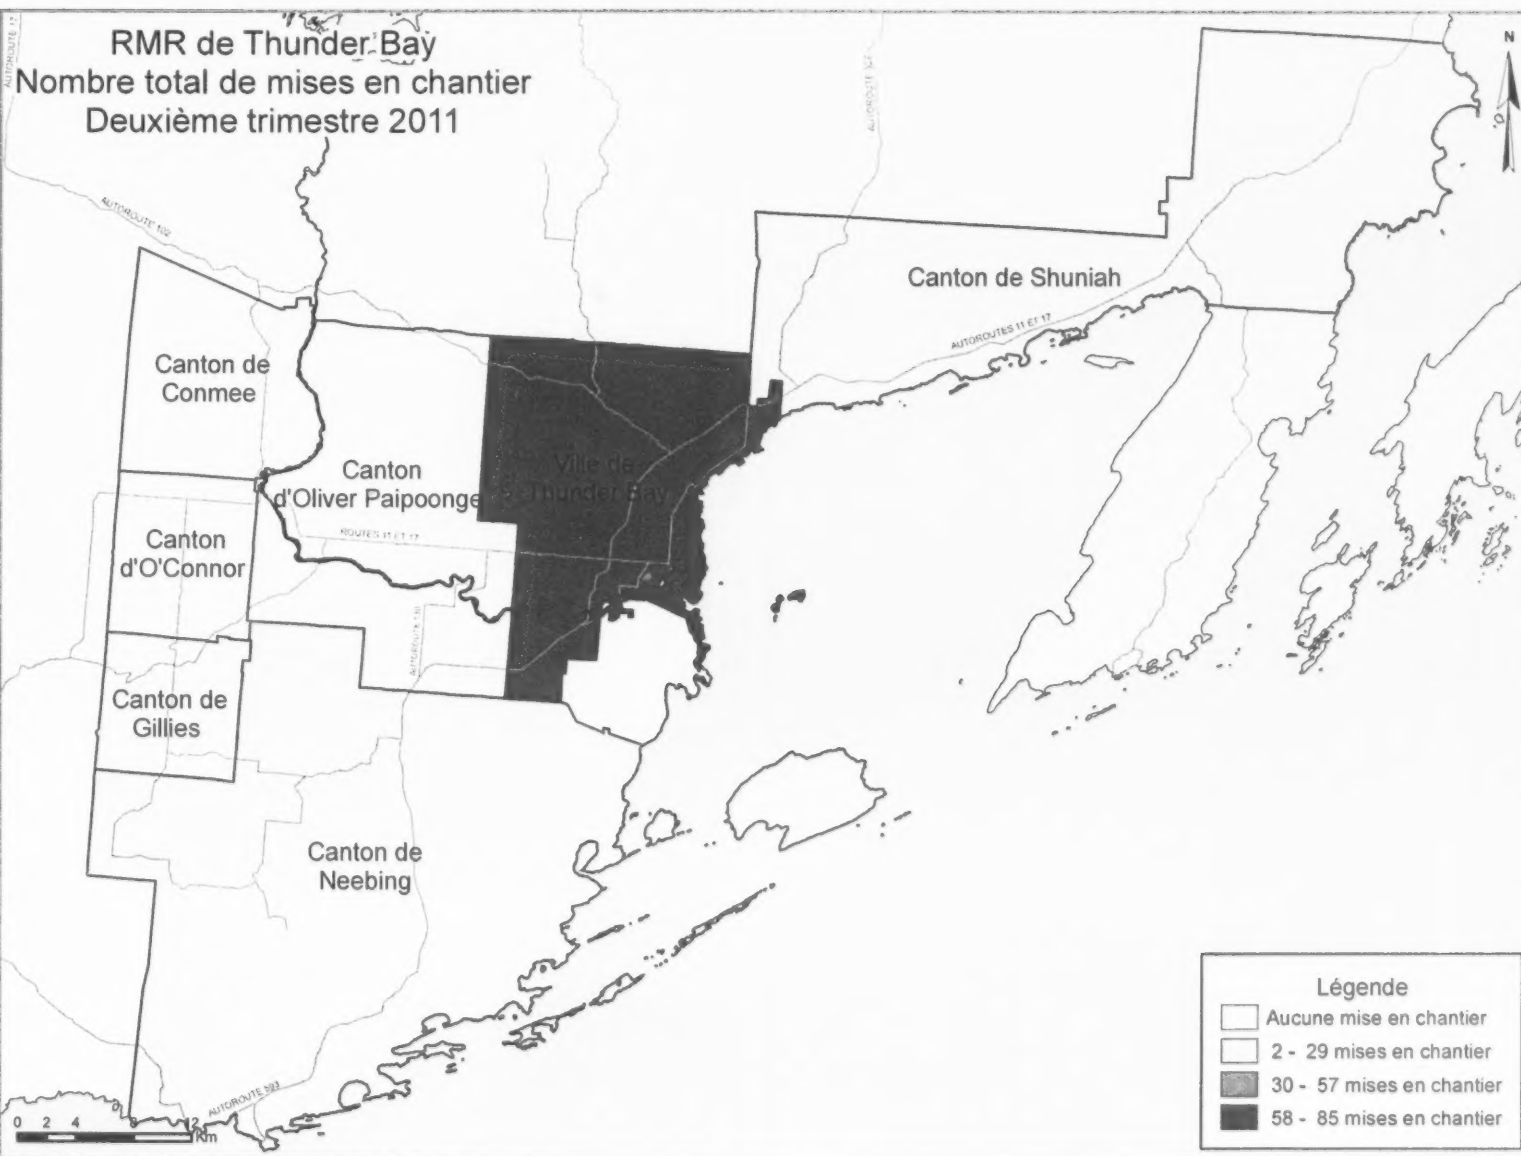 RMR de Thunder Bay
Nombre total de mises en chantier
Deuxième trimestre 2011
N
AUTOROUTE 102
Canton de Shuniah
AUTOROUTES 11 ET 17
Canton de
Conmee
Canton
d'Oliver Paipoonge
Ville de
Thunder Bay
ROUTES 11 ET 17
Canton
d'O'Connor
Canton de
Gillies
Canton de
Neebing
AUTOROUTE 593
0 2 4 8 12
Km
Légende
Aucune mise en chantier
2 - 29 mises en chantier
30 - 57 mises en chantier
58 - 85 mises en chantier